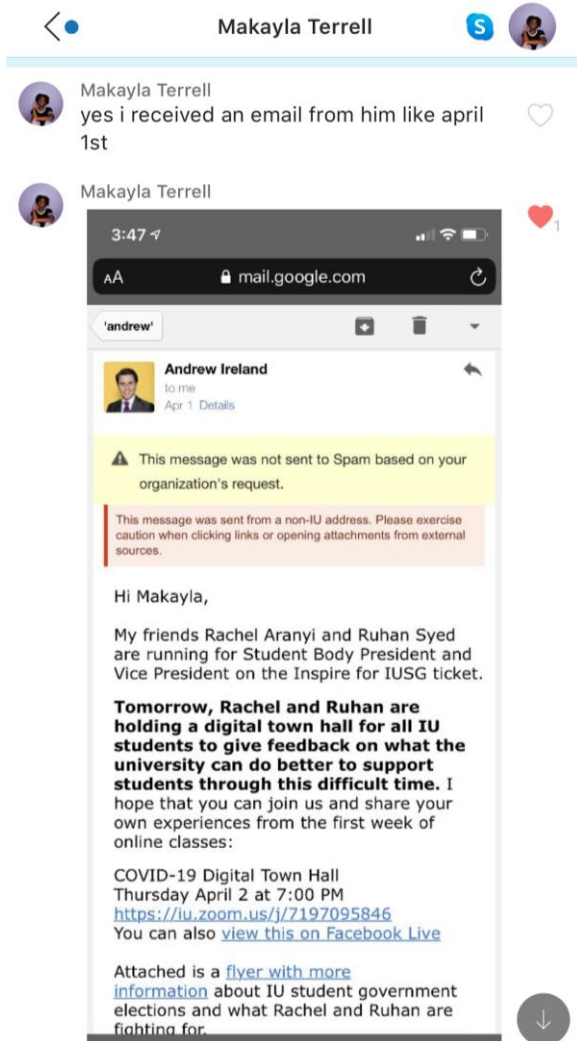 Makayla Terrell
S
Makayla Terrell
yes i received an email from him like april
1st
Makayla Terrell
1
3:47
AA mail.google.com
'andrew'
Andrew Ireland
to me
Apr 1 Details
This message was not sent to Spam based on your
organization's request.
This message was sent from a non-IU address. Please exercise
caution when clicking links or opening attachments from external
sources.
Hi Makayla,
My friends Rachel Aranyi and Ruhan Syed
are running for Student Body President and
Vice President on the Inspire for IUSG ticket.
Tomorrow, Rachel and Ruhan are
holding a digital town hall for all IU
students to give feedback on what the
university can do better to support
students through this difficult time. I
hope that you can join us and share your
own experiences from the first week of
online classes:
COVID-19 Digital Town Hall
Thursday April 2 at 7:00 PM
https://iu.zoom.us/j/7197095846
You can also view this on Facebook Live
Attached is a flyer with more
information about IU student government
elections and what Rachel and Ruhan are
fighting for.